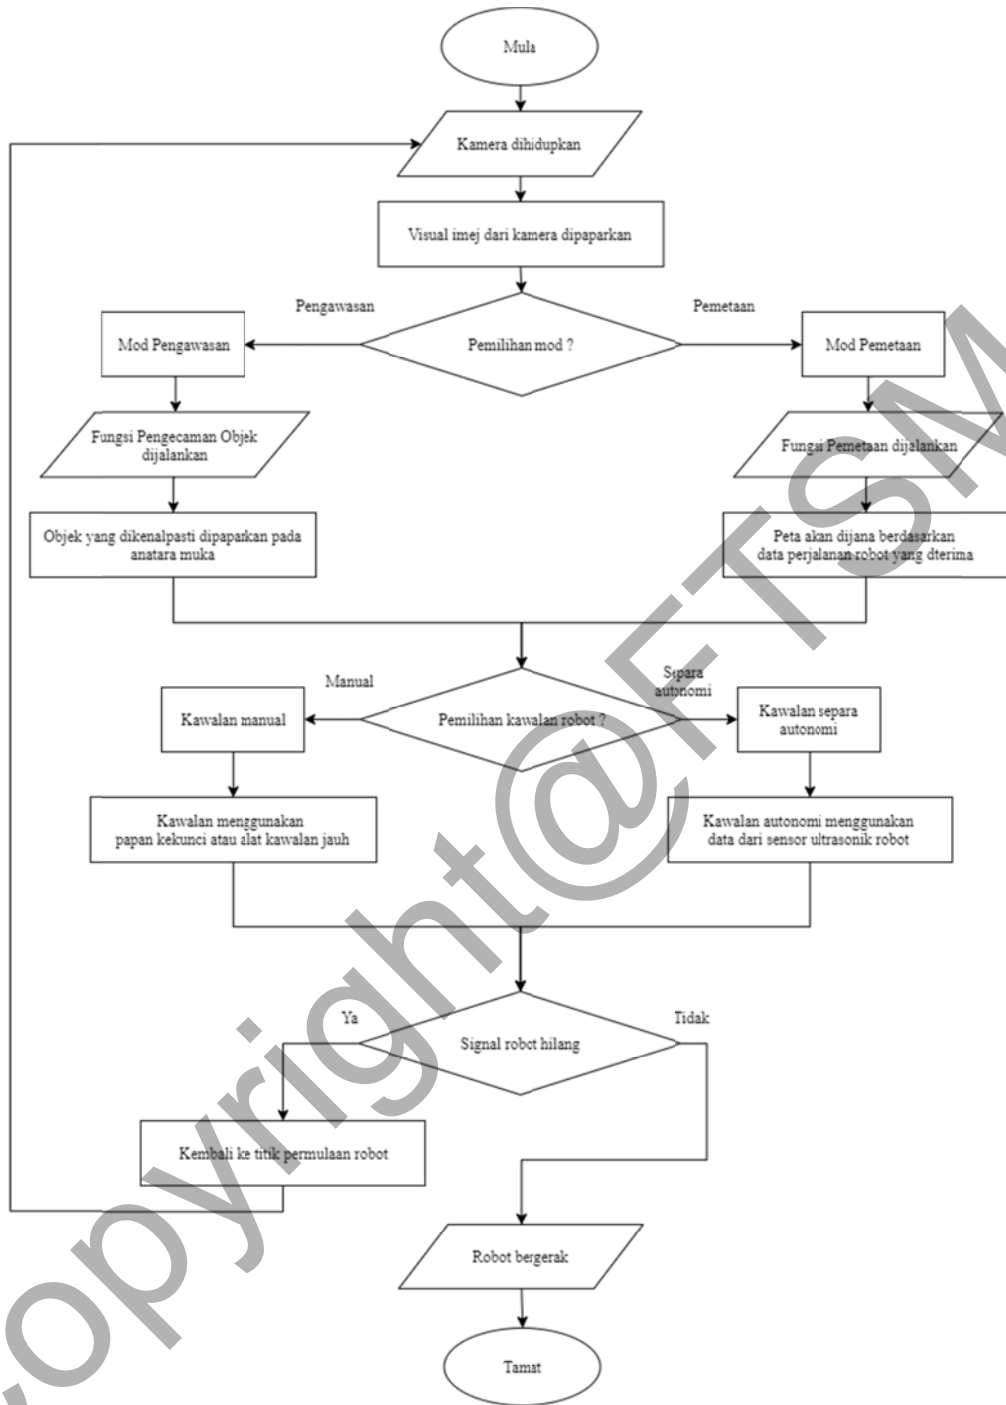 Mula
Kamera dihidupkan
Visual imej dari kamera dipaparkan
Pengawasan
Pemetaan
Mod Pengawasan
Pemilihan mod ?
Mod Pemetaan
Fungsi Pengecaman Objek
dijalankan
Fungsi Pemetaan dijalankan
Objek yang dikenalpasti dipaparkan pada
anatara muka
Peta akan dijana berdasarkan
data perjalanan robot yang dterima
Manual
Separa
autonomi
Kawalan manual
Pemilihan kawalan robot ?
Kawalan separa
autonomi
Kawalan menggunakan
papan kekunci atau alat kawalan jauh
Kawalan autonomi menggunakan
data dari sensor ultrasonik robot
Ya
Tidak
Signal robot hilang
Kembali ke titik permulaan robot
Robot bergerak
Tamat
Copyright@FTSM